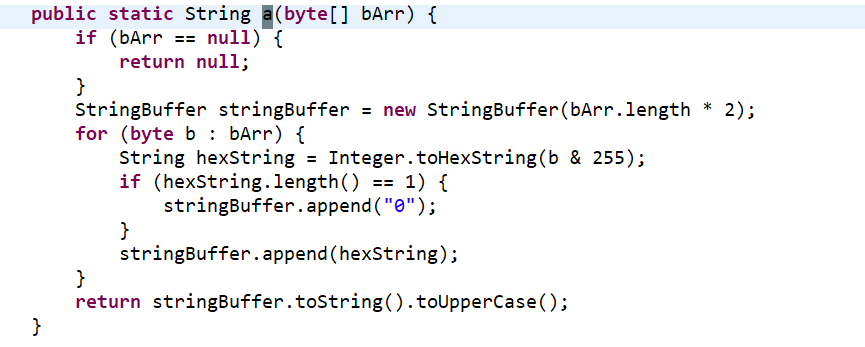 public static String a(byte[] bArr) {
    if (bArr == null) {
        return null;
    }
    StringBuffer stringBuffer = new StringBuffer(bArr.length * 2);
    for (byte b : bArr) {
        String hexString = Integer.toHexString(b & 255);
        if (hexString.length() == 1) {
            stringBuffer.append("0");
        }
        stringBuffer.append(hexString);
    }
    return stringBuffer.toString().toUpperCase();
}